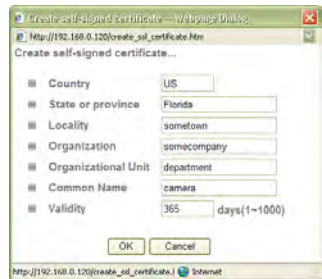 Create self-signed certificate -- Webpage Dialog
http://192.168.0.120/create_ssl_certificate.htm
Create self-signed certificate...
Country US
State or province Florida
Locality sometown
Organization somecompany
Organizational Unit department
Common Name camera
Validity 365 days(1~1000)
OK Cancel
http://192.168.0.120/create_ssl_certificate.l Internet